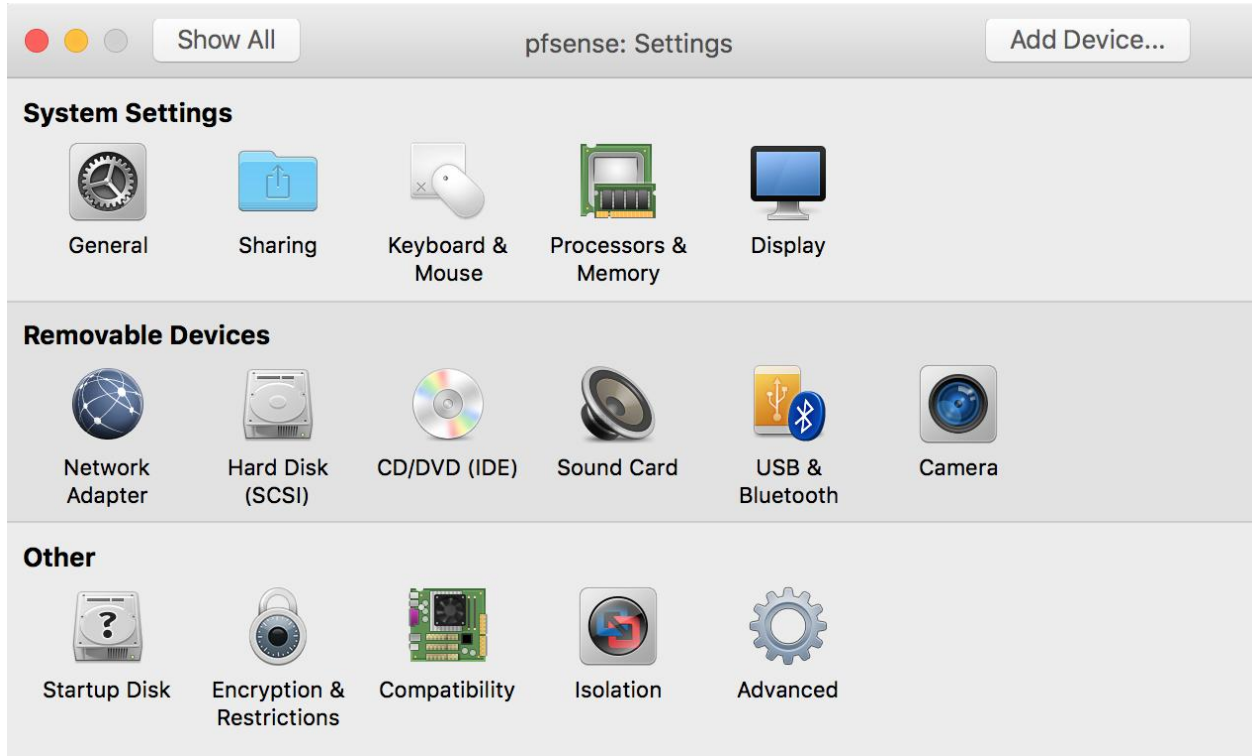 Show All
pfsense: Settings
Add Device...
System Settings
General
Sharing
Keyboard &
Mouse
Processors &
Memory
Display
Removable Devices
Network
Adapter
Hard Disk
(SCSI)
CD/DVD (IDE)
Sound Card
USB &
Bluetooth
Camera
Other
Startup Disk
Encryption &
Restrictions
Compatibility
Isolation
Advanced